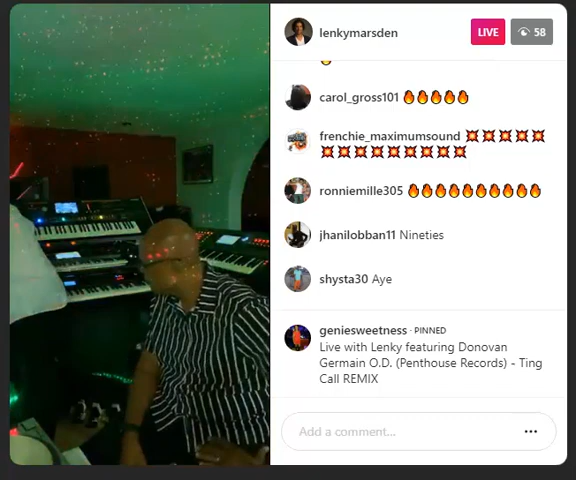 lenkymarsden
LIVE
58
carol_gross101 🔥🔥🔥🔥🔥
frenchie_maximumsound 💥💥💥💥💥
💥💥💥💥💥💥💥💥💥
ronniemille305 🔥🔥🔥🔥🔥🔥🔥🔥🔥🔥
jhanilobban11 Nineties
shysta30 Aye
geniesweetness · PINNED
Live with Lenky featuring Donovan
Germain O.D. (Penthouse Records) - Ting
Call REMIX
Add a comment...